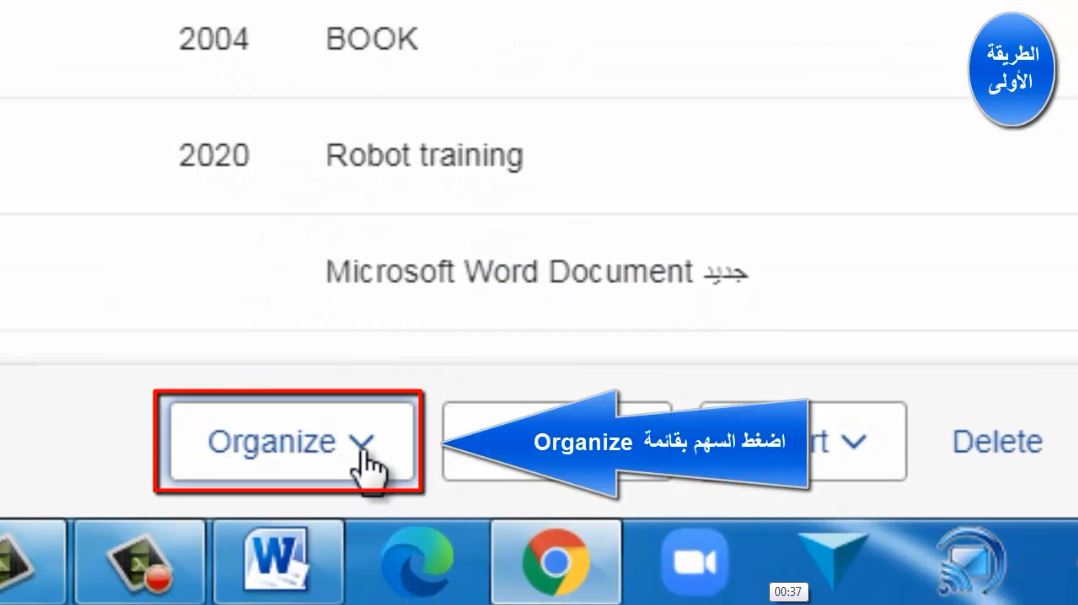 2004 BOOK
الطريقة
الأولى
2020 Robot training
Microsoft Word Document جديد
Organize
اضغط السهم بقائمة Organize
rt
Delete
W
00:37